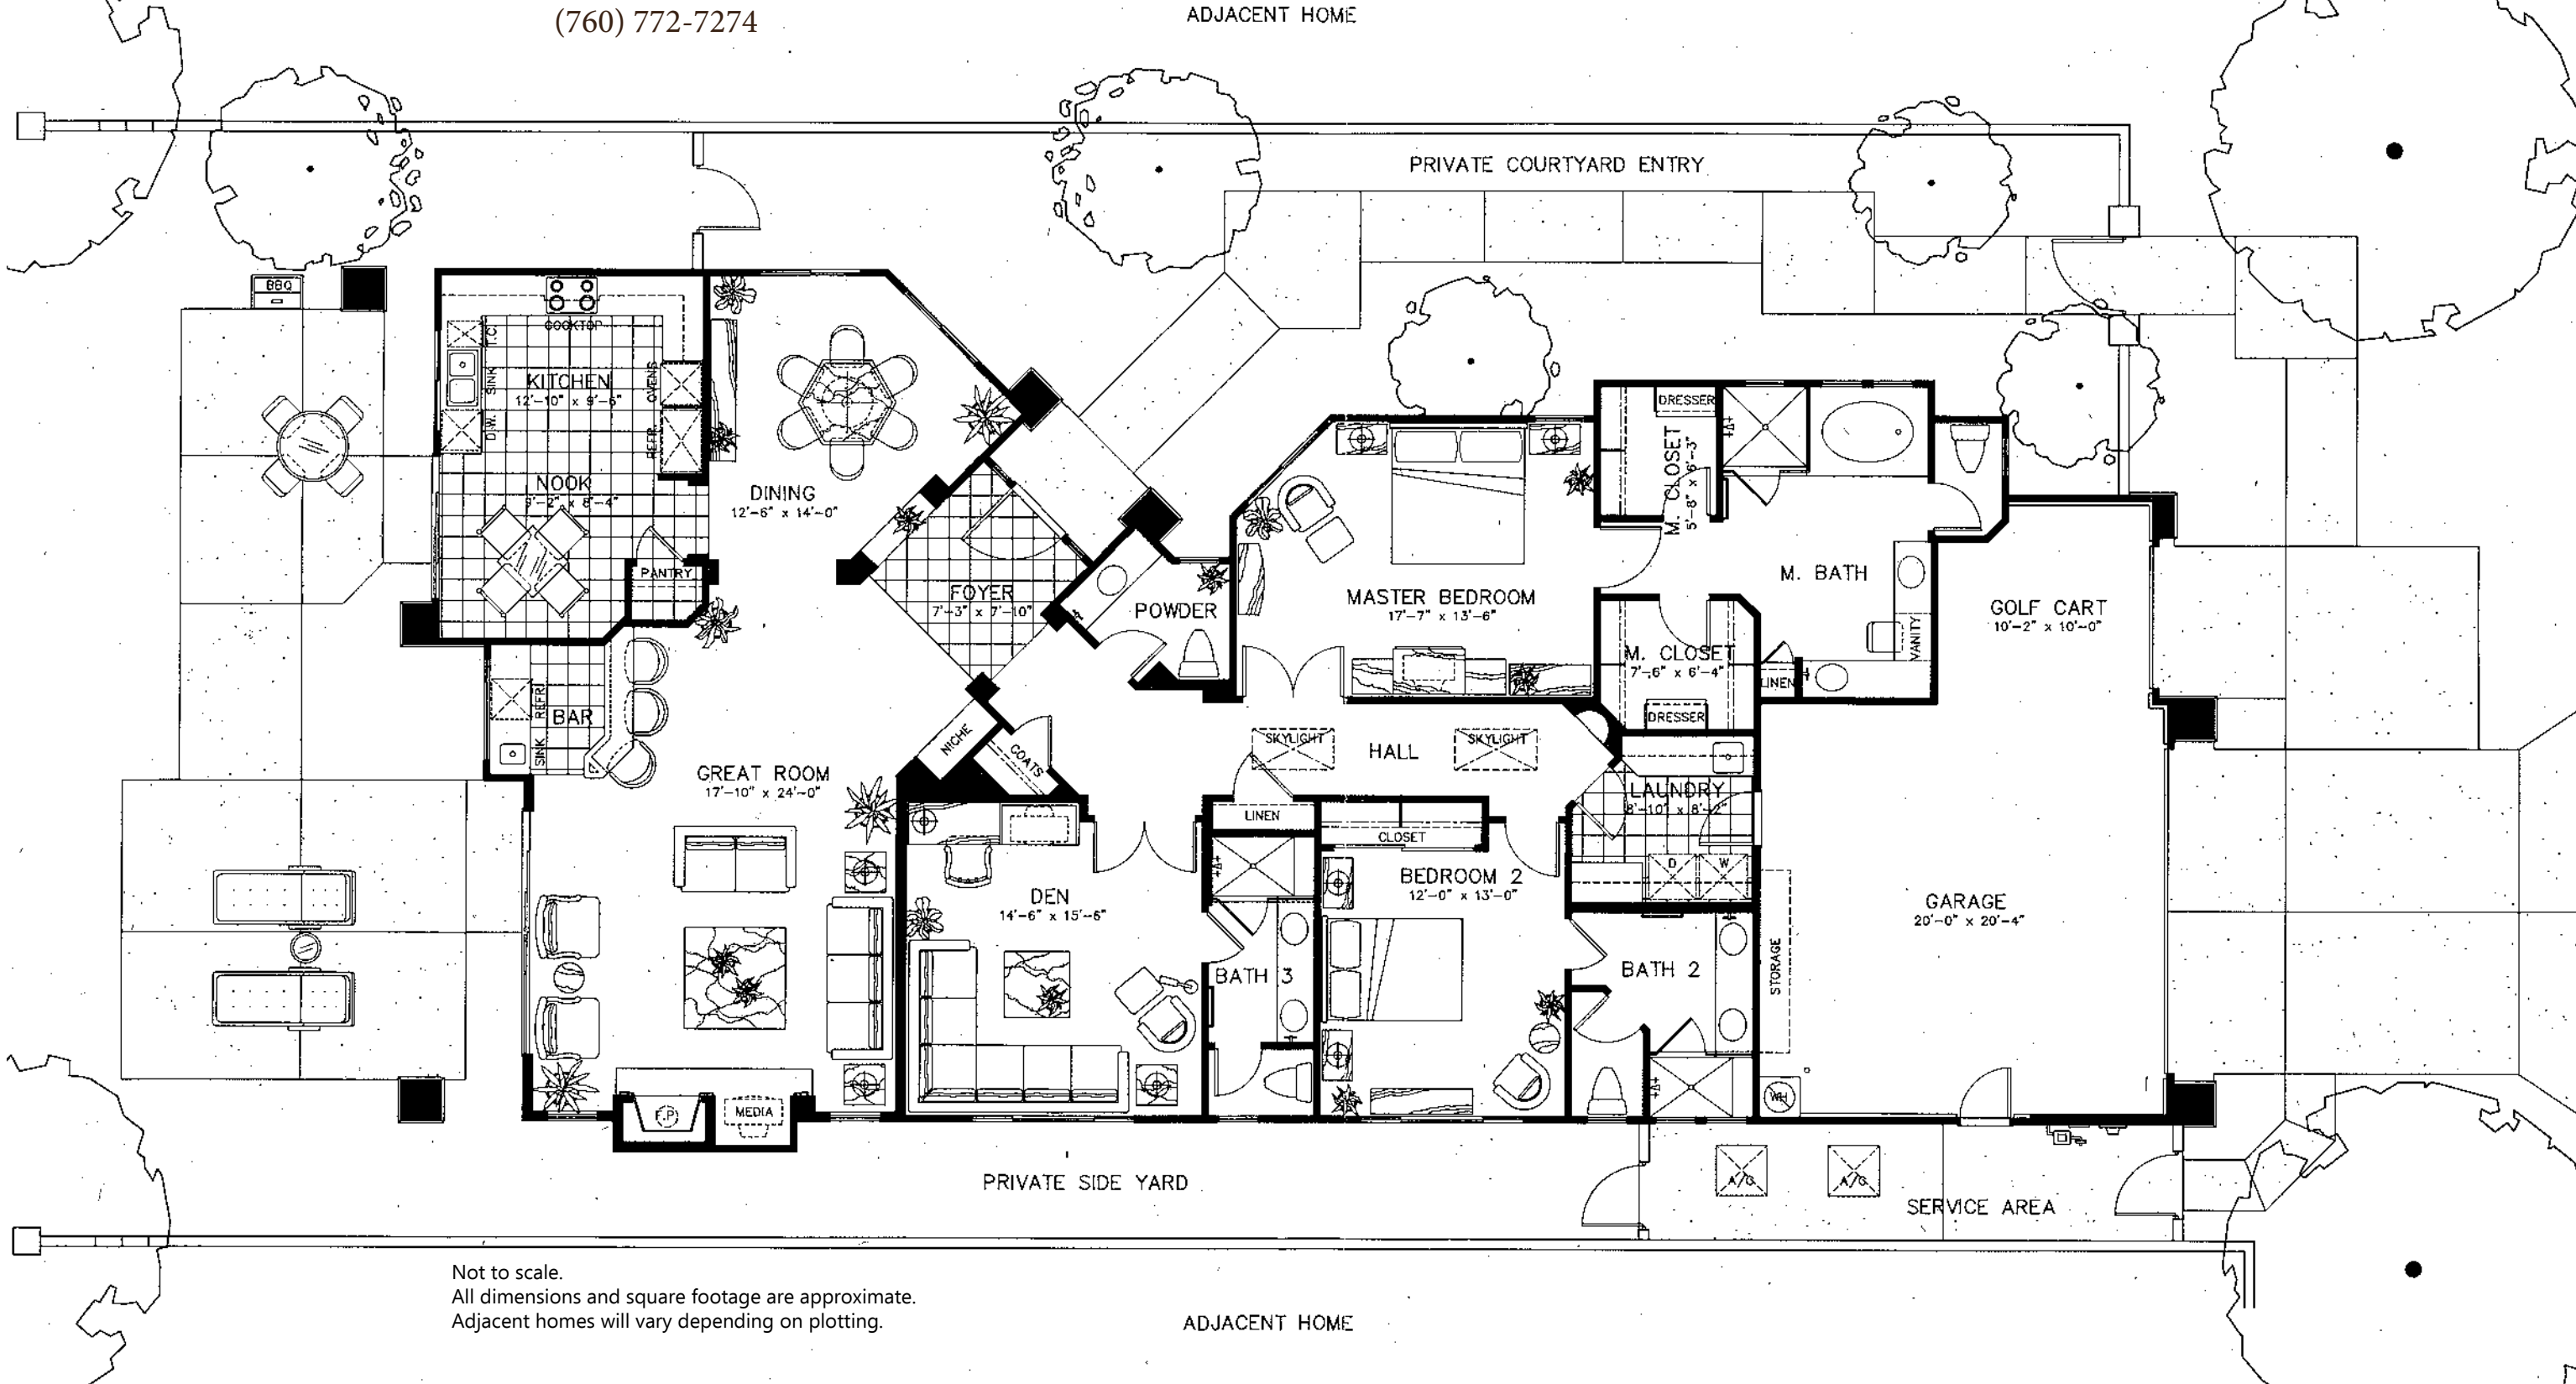 (760) 772-7274
ADJACENT HOME
PRIVATE COURTYARD ENTRY
BBQ
COOKTOP
T.C.
SINK
D.W.
KITCHEN
12'-10" x 9'-6"
OVENS
REFR.
NOOK
9'-2" x 8'-4"
PANTRY
DINING
12'-6" x 14'-0"
FOYER
7'-3" x 7'-10"
POWDER
MASTER BEDROOM
17'-7" x 13'-6"
DRESSER
M. CLOSET
5'-8" x 6'-3"
M. BATH
VANITY
LINEN
M. CLOSET
7'-6" x 6'-4"
DRESSER
GOLF CART
10'-2" x 10'-0"
REFRI
BAR
SINK
GREAT ROOM
17'-10" x 24'-0"
NICHE
COATS
SKYLIGHT
HALL
SKYLIGHT
LAUNDRY
8'-10" x 8'-2"
D
W
LINEN
CLOSET
DEN
14'-6" x 15'-6"
BEDROOM 2
12'-0" x 13'-0"
BATH 3
BATH 2
STORAGE
GARAGE
20'-0" x 20'-4"
F.P.
MEDIA
WH
PRIVATE SIDE YARD
A/C
A/C
SERVICE AREA
Not to scale.
All dimensions and square footage are approximate.
Adjacent homes will vary depending on plotting.
ADJACENT HOME